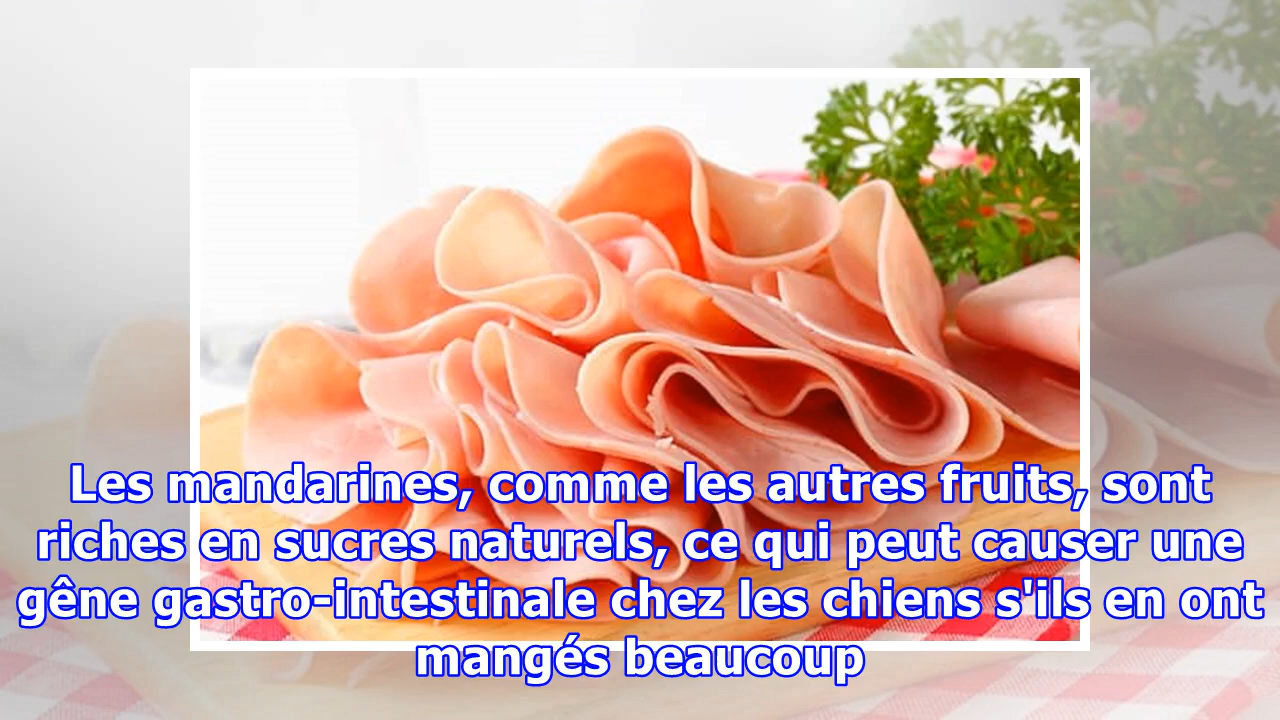 Les mandarines, comme les autres fruits, sont
riches en sucres naturels, ce qui peut causer une
gêne gastro-intestinale chez les chiens s'ils en ont
mangés beaucoup